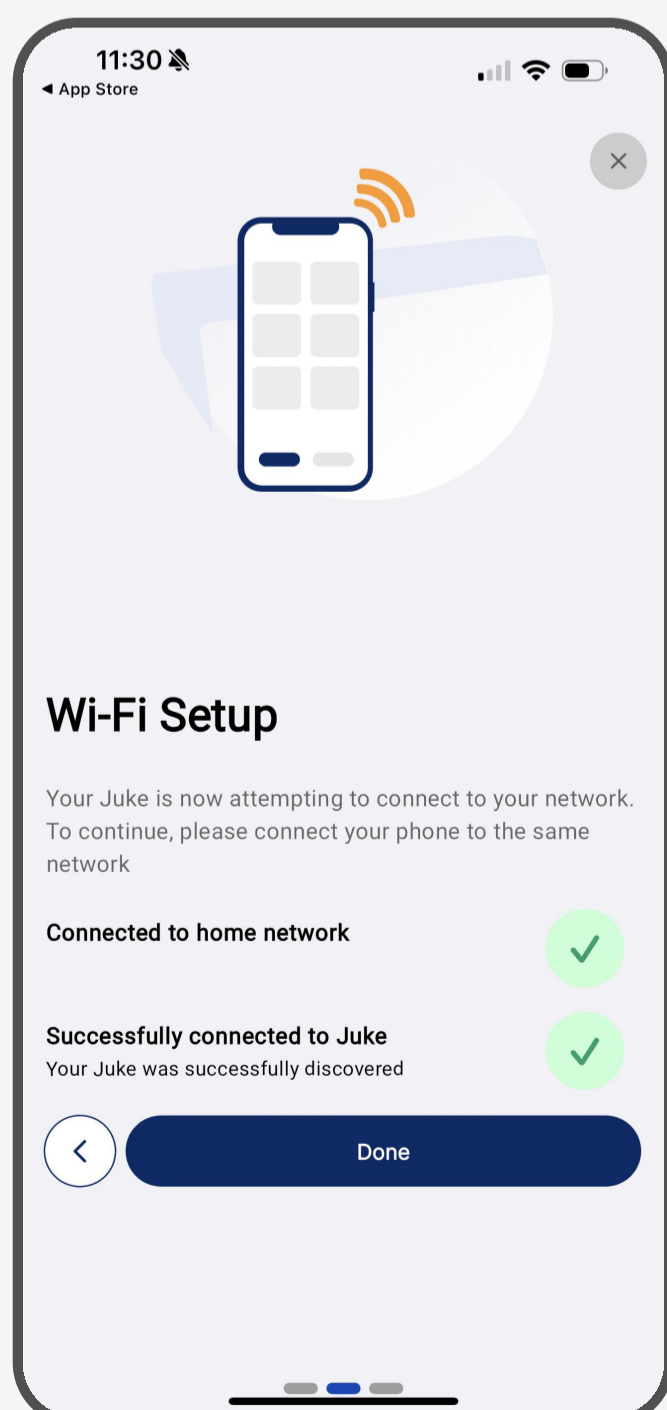 11:30
◀ App Store
Wi-Fi Setup
Your Juke is now attempting to connect to your network.
To continue, please connect your phone to the same
network
Connected to home network
Successfully connected to Juke
Your Juke was successfully discovered
Done